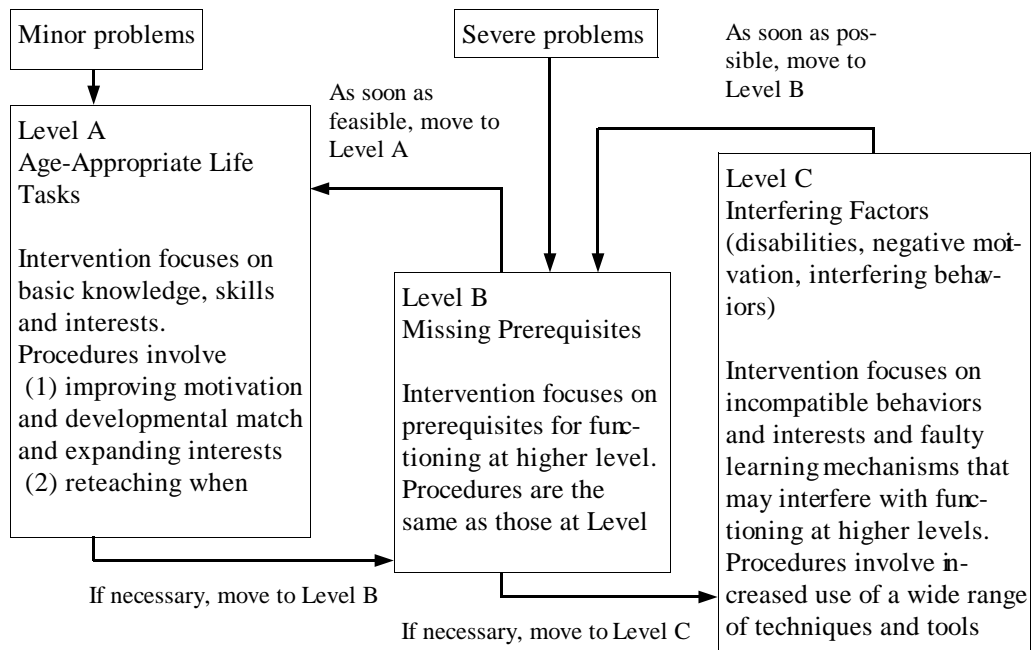 Minor problems
Severe problems
As soon as pos-
sible, move to
Level B
As soon as
feasible, move to
Level A
Level A
Age-Appropriate Life
Tasks
Intervention focuses on
basic knowledge, skills
and interests.
Procedures involve
(1) improving motivation
and developmental match
and expanding interests
(2) reteaching when
Level B
Missing Prerequisites
Intervention focuses on
prerequisites for func-
tioning at higher level.
Procedures are the
same as those at Level
Level C
Interfering Factors
(disabilities, negative moti-
vation, interfering behav-
iors)
Intervention focuses on
incompatible behaviors
and interests and faulty
learning mechanisms that
may interfere with func-
tioning at higher levels.
Procedures involve in-
creased use of a wide range
of techniques and tools
If necessary, move to Level B
If necessary, move to Level C